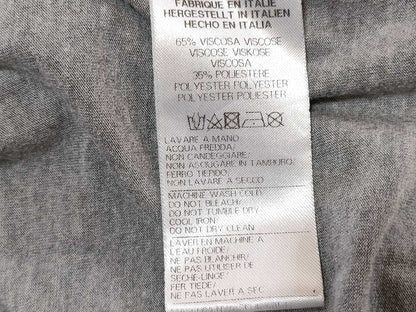 FABRIQUE EN ITALIE
HERGESTELLT IN ITALIEN
HECHO EN ITALIA
65% VISCOSA VISCOSE
VISCOSE VISKOSE
VISCOSA
35% POLIESTERE
POLYESTER POLYESTER
POLYESTER POLYESTER
LAVARE A MANO
ACQUA FREDDA/
NON CANDEGGIARE/
NON ASCIUGARE IN TAMBURO/
FERRO TIEPIDO/
NON LAVARE A SECCO
MACHINE WASH COLD/
DO NOT BLEACH/
DO NOT TUMBLE DRY
COOL IRON/
DO NOT DRY CLEAN
LAVER EN MACHINE A
L'EAU FROIDE/
NE PAS BLANCHIR/
NE PAS UTILISER DE
SECHE-LINGE/
FER TIEDE/
NE PAS LAVER A SEC